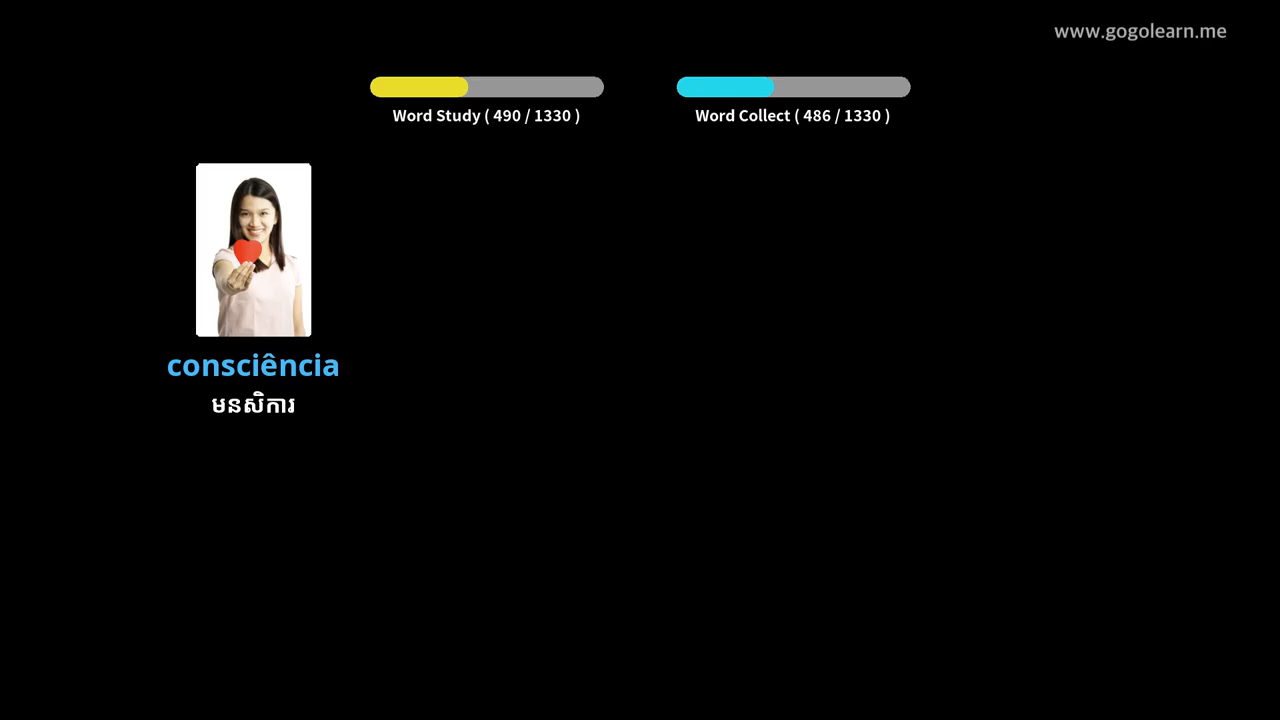 www.gogolearn.me
Word Study ( 490 / 1330 )
Word Collect ( 486 / 1330 )
consciência
មនសិការ